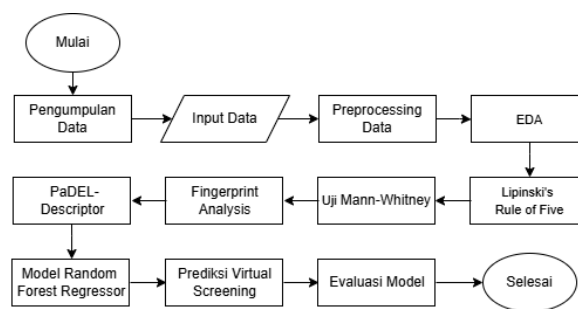 Mulai
Pengumpulan
Data
Input Data
Preprocessing
Data
EDA
Lipinski's
Rule of Five
Uji Mann-Whitney
Fingerprint
Analysis
PaDEL-
Descriptor
Model Random
Forest Regressor
Prediksi Virtual
Screening
Evaluasi Model
Selesai